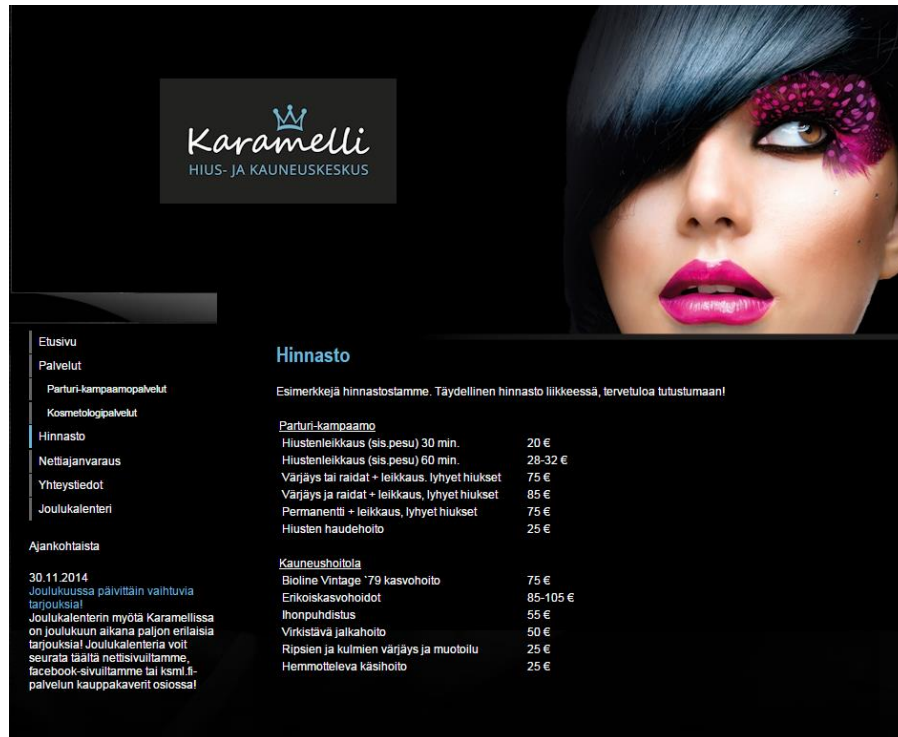 Karamelli
HIUS- JA KAUNEUSKESKUS
Etusivu
Palvelut
Parturi-kampaamopalvelut
Kosmetologipalvelut
Hinnasto
Nettiajanvaraus
Yhteystiedot
Joulukalenteri
Ajankohtaista
30.11.2014
Joulukuussa päivittäin vaihtuvia
tarjouksia!
Joulukalenterin myötä Karamellissa
on joulukuun aikana paljon erilaisia
tarjouksia! Joulukalenteria voit
seurata täältä nettisivuiltamme,
facebook-sivuiltamme tai ksml.fi-
palvelun kauppakaverit osiossa!
Hinnasto
Esimerkkejä hinnastostamme. Täydellinen hinnasto liikkeessä, tervetuloa tutustumaan!
Parturi-kampaamo
Hiustenleikkaus (sis.pesu) 30 min. 20 €
Hiustenleikkaus (sis.pesu) 60 min. 28-32 €
Värjäys tai raidat + leikkaus. lyhyet hiukset 75 €
Värjäys ja raidat + leikkaus, lyhyet hiukset 85 €
Permanentti + leikkaus, lyhyet hiukset 75 €
Hiusten haudehoito 25 €
Kauneushoitola
Bioline Vintage `79 kasvohoito 75 €
Erikoiskasvohoidot 85-105 €
Ihonpuhdistus 55 €
Virkistävä jalkahoito 50 €
Ripsien ja kulmien värjäys ja muotoilu 25 €
Hemmotteleva käsihoito 25 €